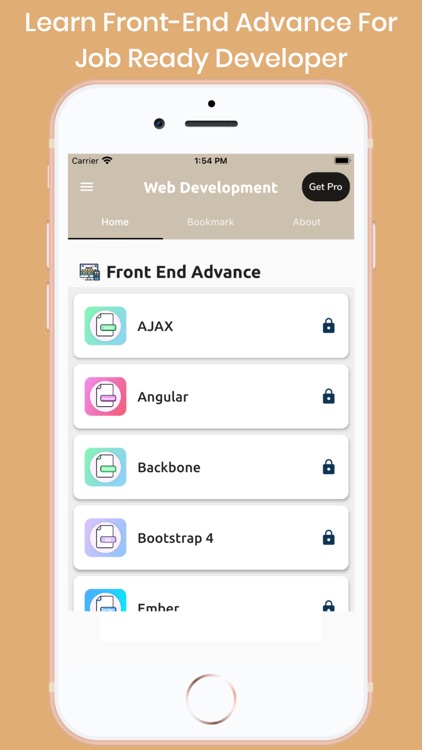 Learn Front-End Advance For
Job Ready Developer
Carrier 1:54 PM
Web Development Get Pro
Home Bookmark About
Front End Advance
AJAX
Angular
Backbone
Bootstrap 4
Ember